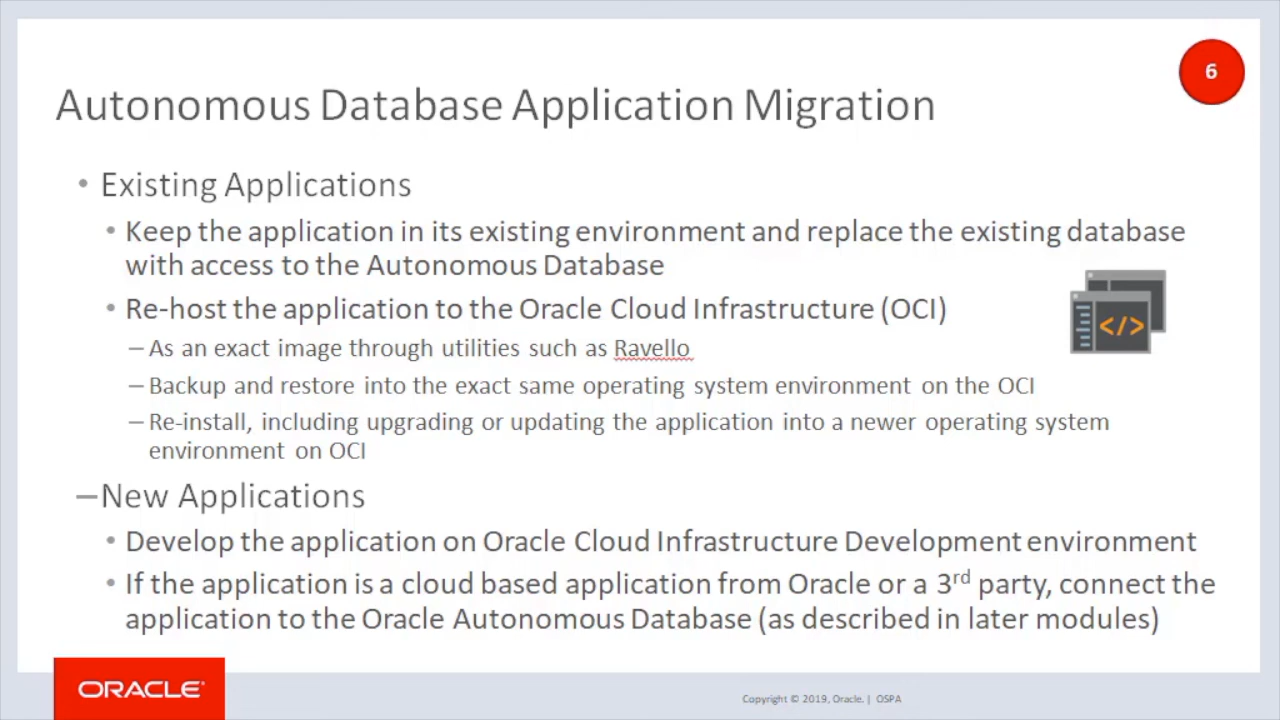 6
Autonomous Database Application Migration
• Existing Applications
• Keep the application in its existing environment and replace the existing database
with access to the Autonomous Database
• Re-host the application to the Oracle Cloud Infrastructure (OCI)
– As an exact image through utilities such as Ravello
– Backup and restore into the exact same operating system environment on the OCI
– Re-install, including upgrading or updating the application into a newer operating system
environment on OCI
</>
– New Applications
• Develop the application on Oracle Cloud Infrastructure Development environment
• If the application is a cloud based application from Oracle or a 3rd party, connect the
application to the Oracle Autonomous Database (as described in later modules)
ORACLE®
Copyright © 2019, Oracle. | OSPA